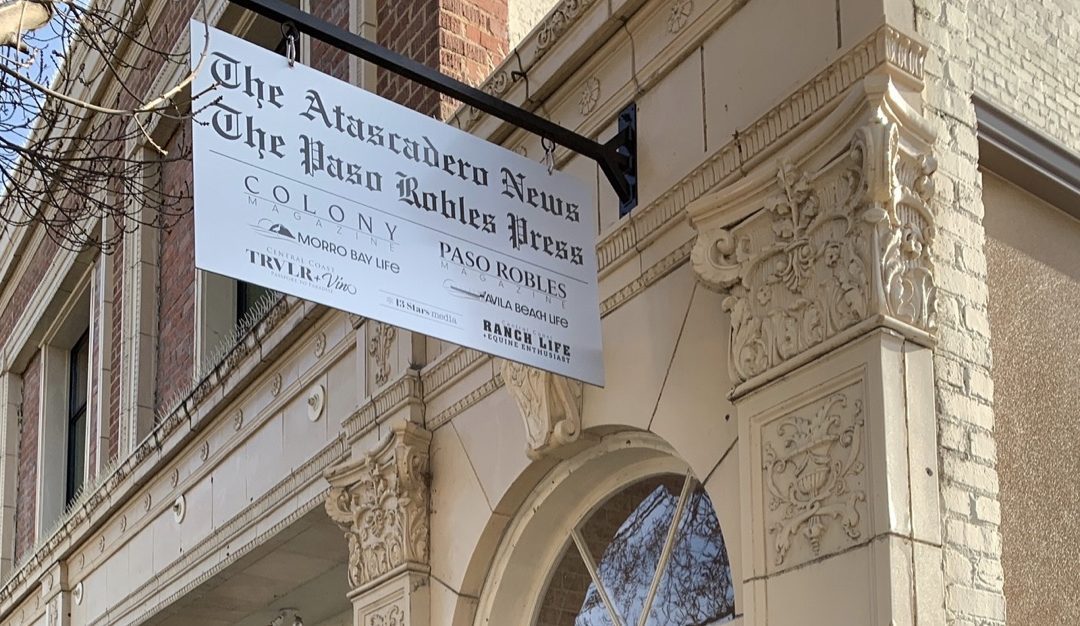 The Atascadero News
The Paso Robles Press
COLONY
MAGAZINE
MORRO BAY LIFE
CENTRAL COAST
TRVLR+Vino
PASO ROBLES
MAGAZINE
AVILA BEACH LIFE
13 Stars media
RANCH LIFE
+EQUINE ENTHUSIAST